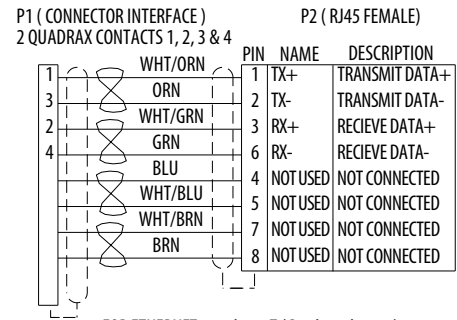 P1 ( CONNECTOR INTERFACE )
P2 ( RJ45 FEMALE)
2 QUADRAX CONTACTS 1, 2, 3 & 4
PIN NAME DESCRIPTION
1 WHT/ORN 1 TX+ TRANSMIT DATA+
3 ORN 2 TX- TRANSMIT DATA-
2 WHT/GRN 3 RX+ RECIEVE DATA+
4 GRN 6 RX- RECIEVE DATA-
BLU 4 NOT USED NOT CONNECTED
WHT/BLU 5 NOT USED NOT CONNECTED
WHT/BRN 7 NOT USED NOT CONNECTED
BRN 8 NOT USED NOT CONNECTED